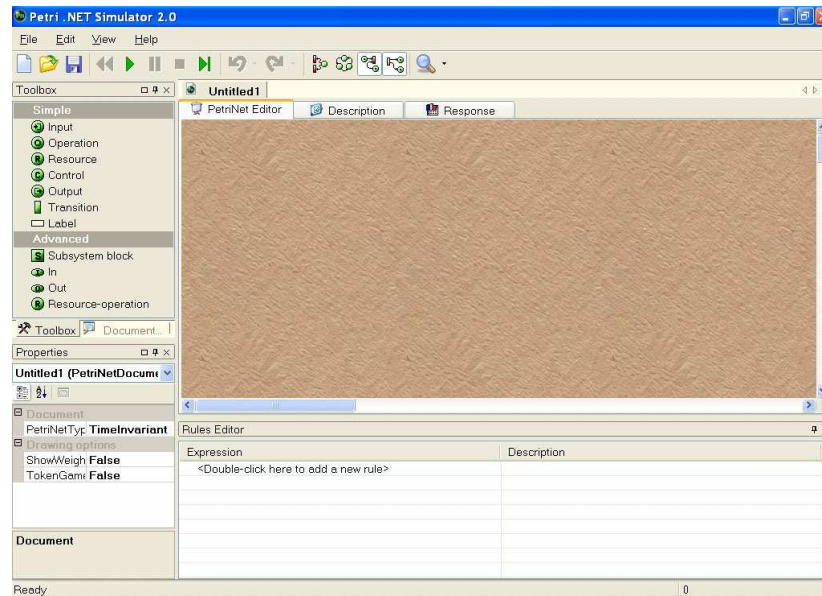 Petri .NET Simulator 2.0
File Edit View Help
Toolbox
Untitled1
PetriNet Editor Description Response
Simple
Input
Operation
Resource
Control
Output
Transition
Label
Advanced
Subsystem block
In
Out
Resource-operation
Toolbox Document...
Properties
Untitled1 (PetriNetDocume
Document
PetriNetTyp TimeInvariant
Drawing options
ShowWeigh False
TokenGame False
Document
Rules Editor
Expression Description
<Double-click here to add a new rule>
Ready 0